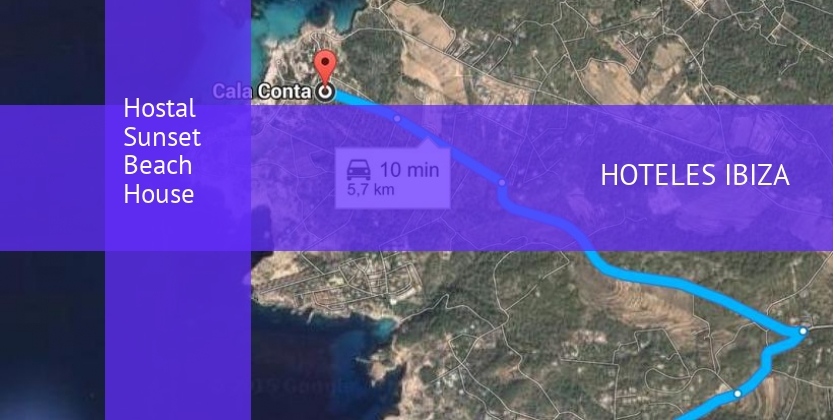 Cala Conta
Hostal
Sunset
Beach
House
10 min
5,7 km
HOTELES IBIZA